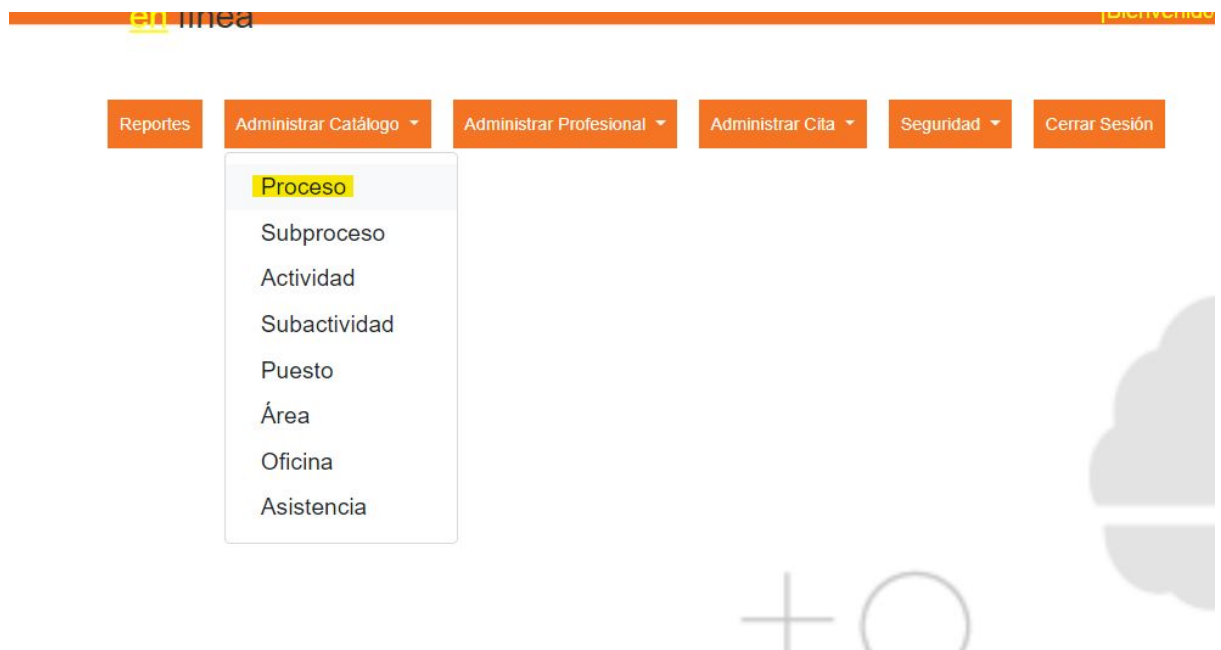 en línea
¡Bienvenido
Reportes Administrar Catálogo Administrar Profesional Administrar Cita Seguridad Cerrar Sesión
Proceso
Subproceso
Actividad
Subactividad
Puesto
Área
Oficina
Asistencia